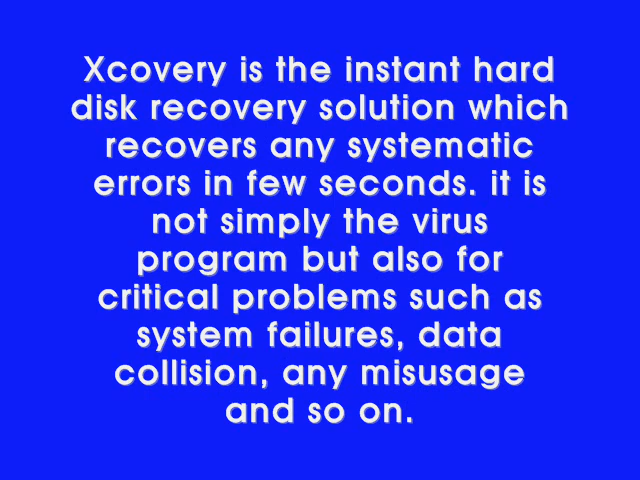 Xcovery is the instant hard
disk recovery solution which
recovers any systematic
errors in few seconds. it is
not simply the virus
program but also for
critical problems such as
system failures, data
collision, any misusage
and so on.